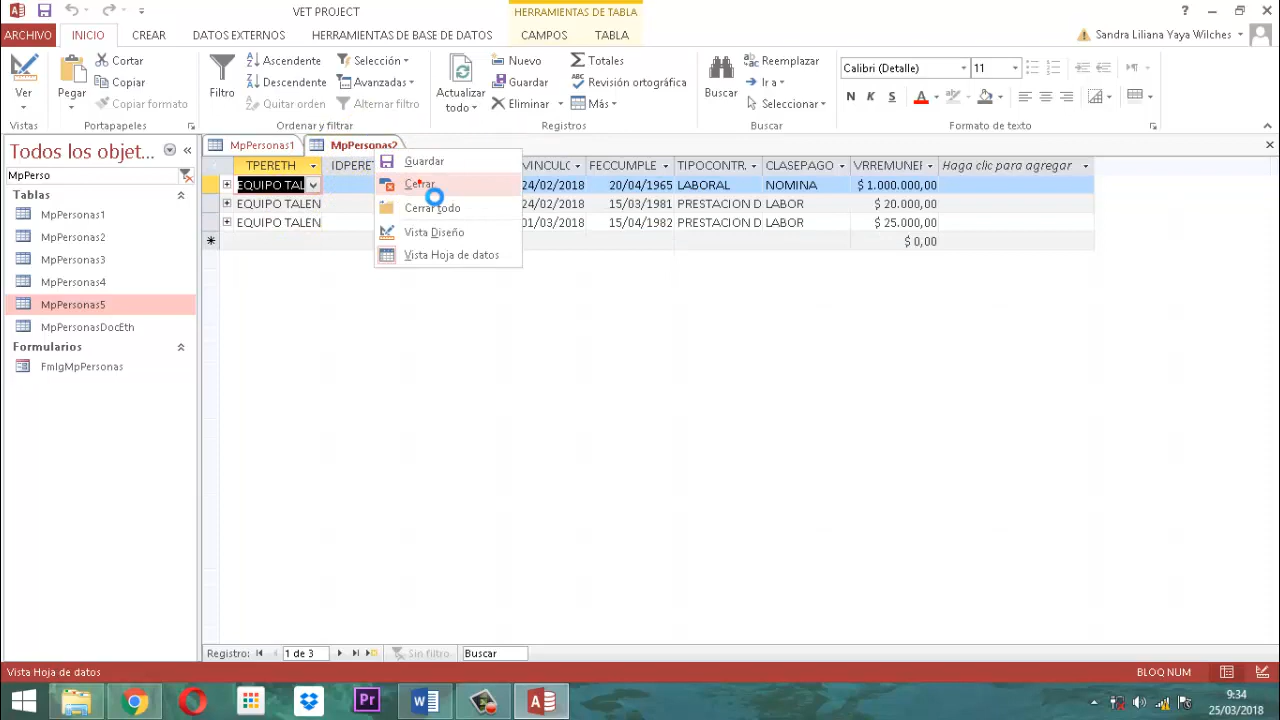 VET PROJECT
HERRAMIENTAS DE TABLA
ARCHIVO INICIO CREAR DATOS EXTERNOS HERRAMIENTAS DE BASE DE DATOS CAMPOS TABLA Sandra Liliana Yaya Wilches
Ver
Pegar
Cortar
Copiar
Copiar formato
Filtro
Ascendente
Descendente
Quitar orden
Selección
Avanzadas
Alternar filtro
Actualizar todo
Nuevo
Guardar
Eliminar
Totales
Revisión ortográfica
Más
Buscar
Reemplazar
Ir a
Seleccionar
Calibri (Detalle) 11
N K S
Vistas Portapapeles Ordenar y filtrar Registros Buscar Formato de texto
Todos los objet...
MpPerso
Tablas
MpPersonas1
MpPersonas2
MpPersonas3
MpPersonas4
MpPersonas5
MpPersonasDocEth
Formularios
FmIgMpPersonas
MpPersonas1 MpPersonas2
TPERETH IDPERET VINCULC FECCUMPLE TIPOCONTR. CLASEPAGO VRREMUNER Haga clic para agregar
EQUIPO TAL 24/02/2018 20/04/1965 LABORAL NOMINA $ 1.000.000,00
EQUIPO TALEN 24/02/2018 15/03/1981 PRESTACION D LABOR $ 20.000,00
EQUIPO TALEN 01/03/2018 15/04/1982 PRESTACION D LABOR $ 25.000,00
$ 0,00
Guardar
Cerrar
Cerrar todo
Vista Diseño
Vista Hoja de datos
Registro: 1 de 3 Sin filtro Buscar
Vista Hoja de datos BLOQ NUM
9:34
25/03/2018